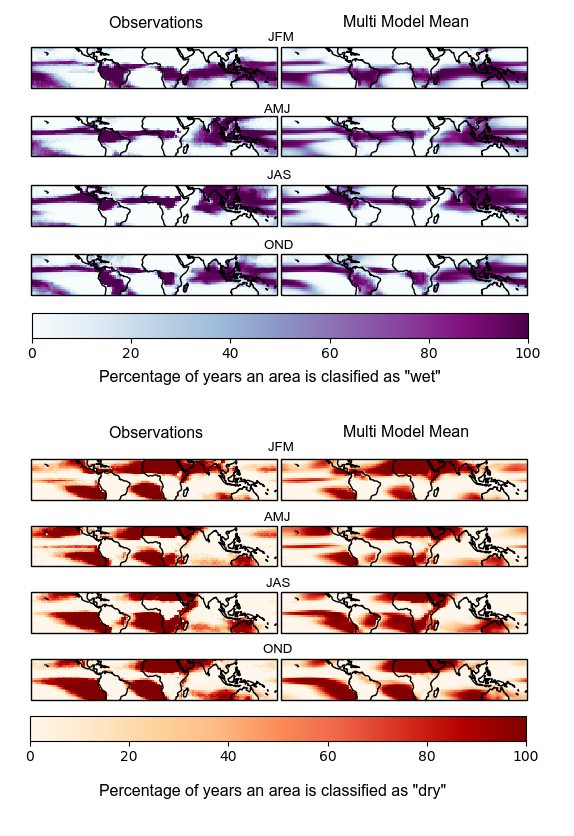 Observations Multi Model Mean
JFM
AMJ
JAS
OND
0 20 40 60 80 100
Percentage of years an area is clasified as "wet"
Observations Multi Model Mean
JFM
AMJ
JAS
OND
0 20 40 60 80 100
Percentage of years an area is classified as "dry"